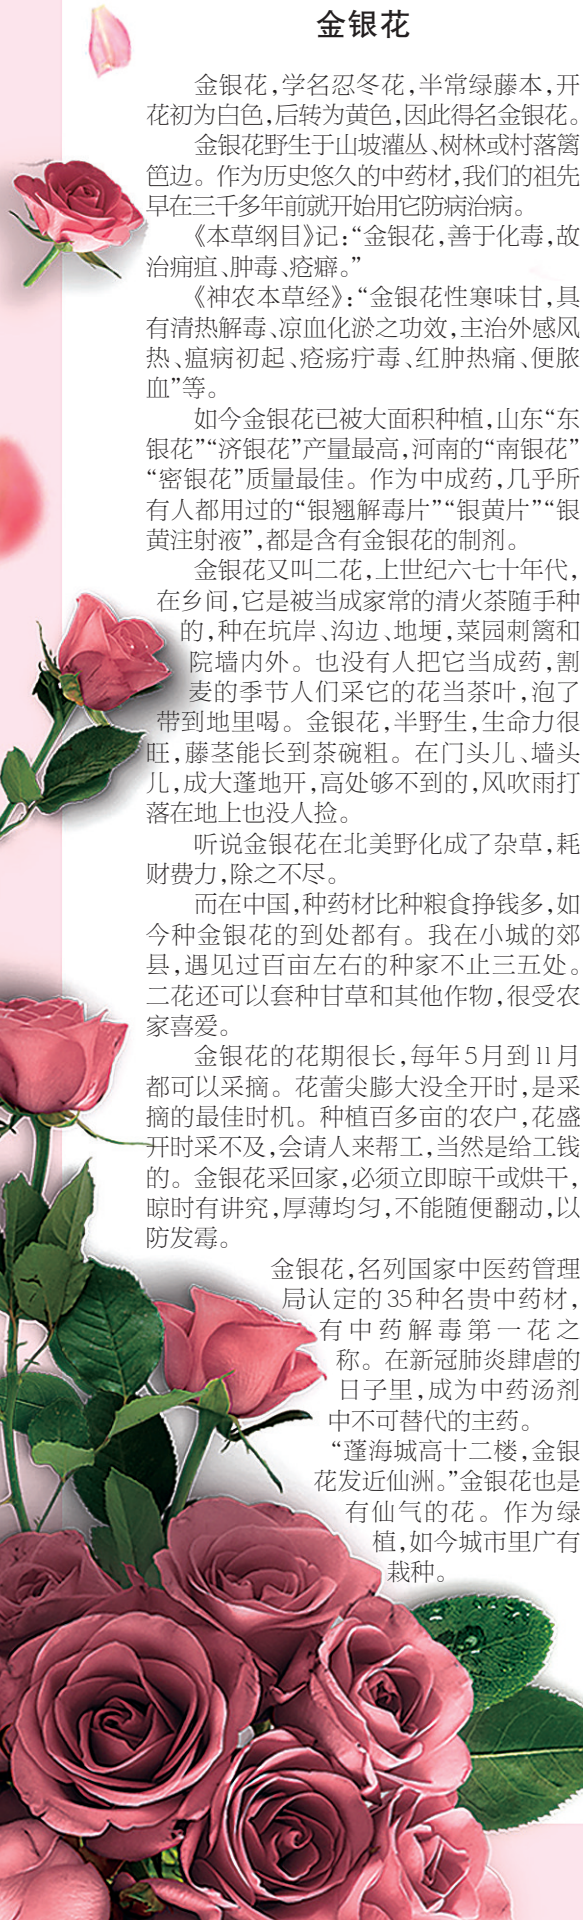 金银花
金银花,学名忍冬花,半常绿藤本,开
花初为白色,后转为黄色,因此得名金银花。
金银花野生于山坡灌丛、树林或村落篱
笆边。作为历史悠久的中药材,我们的祖先
早在三千多年前就开始用它防病治病。
《本草纲目》记:“金银花,善于化毒,故
治痈疽、肿毒、疮癖。”
《神农本草经》:“金银花性寒味甘,具
有清热解毒、凉血化淤之功效,主治外感风
热、瘟病初起、疮疡疔毒、红肿热痛、便脓
血”等。
如今金银花已被大面积种植,山东“东
银花”“济银花”产量最高,河南的“南银花”
“密银花”质量最佳。作为中成药,几乎所
有人都用过的“银翘解毒片”“银黄片”“银
黄注射液”,都是含有金银花的制剂。
金银花又叫二花,上世纪六七十年代,
在乡间,它是被当成家常的清火茶随手种
的,种在坑岸、沟边、地埂,菜园刺篱和
院墙内外。也没有人把它当成药,割
麦的季节人们采它的花当茶叶,泡了
带到地里喝。金银花,半野生,生命力很
旺,藤茎能长到茶碗粗。在门头儿、墙头
儿,成大蓬地开,高处够不到的,风吹雨打
落在地上也没人捡。
听说金银花在北美野化成了杂草,耗
财费力,除之不尽。
而在中国,种药材比种粮食挣钱多,如
今种金银花的到处都有。我在小城的郊
县,遇见过百亩左右的种家不止三五处。
二花还可以套种甘草和其他作物,很受农
家喜爱。
金银花的花期很长,每年5月到11月
都可以采摘。花蕾尖膨大没全开时,是采
摘的最佳时机。种植百多亩的农户,花盛
开时采不及,会请人来帮工,当然是给工钱
的。金银花采回家,必须立即晾干或烘干,
晾时有讲究,厚薄均匀,不能随便翻动,以
防发霉。
金银花,名列国家中医药管理
局认定的35种名贵中药材,
有中药解毒第一花之
称。在新冠肺炎肆虐的
日子里,成为中药汤剂
中不可替代的主药。
“蓬海城高十二楼,金银
花发近仙洲。”金银花也是
有仙气的花。作为绿
植,如今城市里广有
栽种。